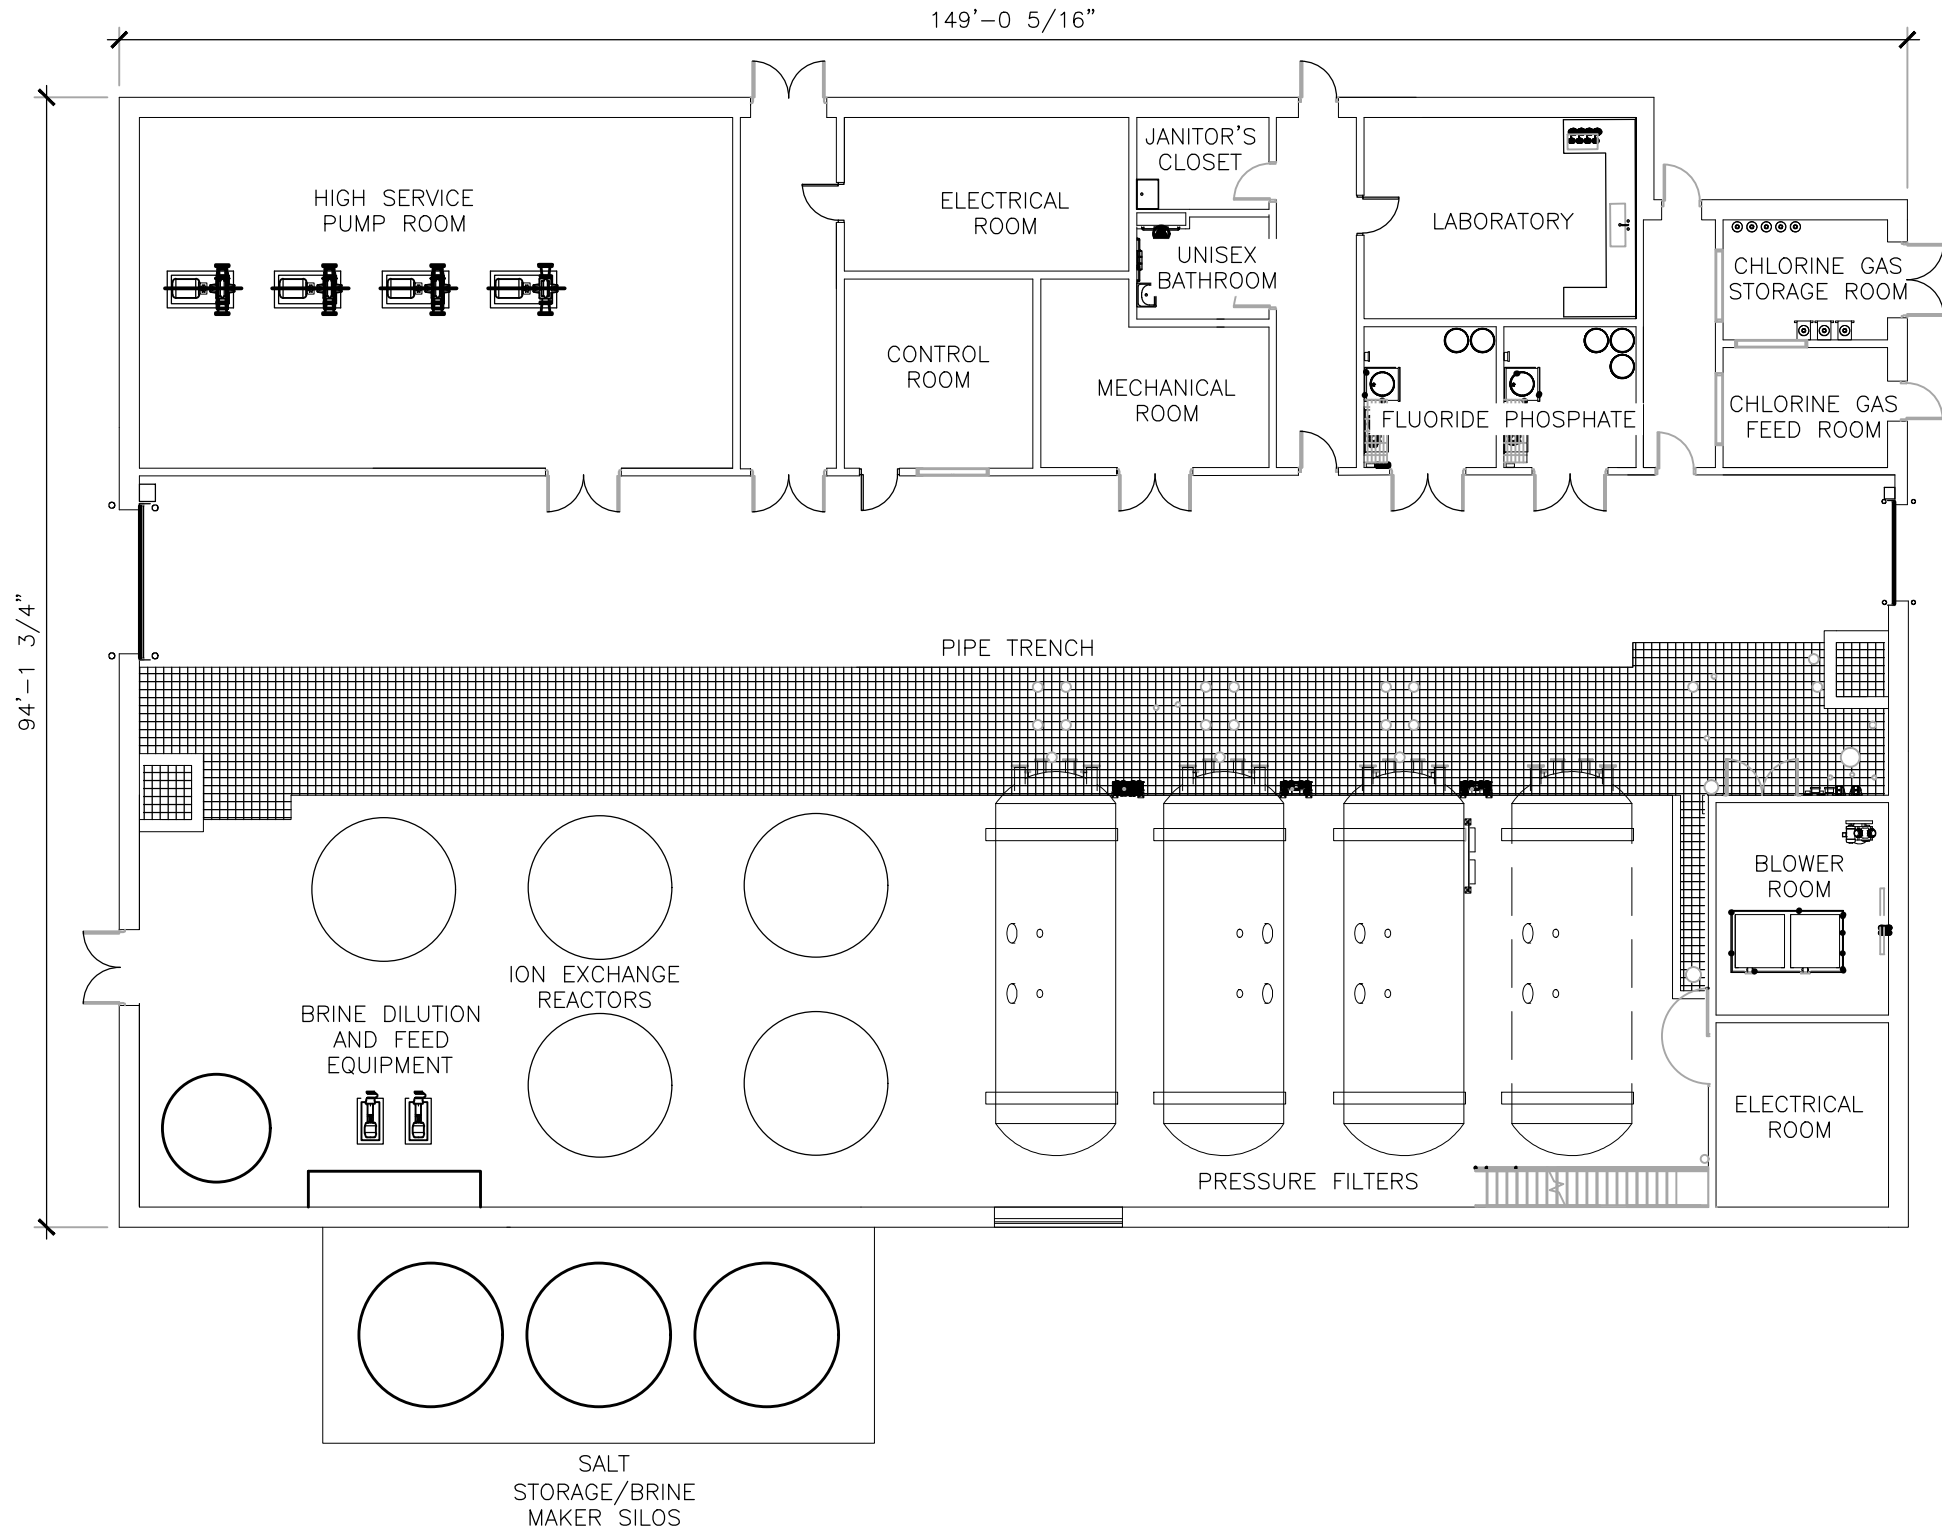 149'-0 5/16"
94'-1 3/4"
HIGH SERVICE
PUMP ROOM
ELECTRICAL
ROOM
JANITOR'S
CLOSET
UNISEX
BATHROOM
LABORATORY
CHLORINE GAS
STORAGE ROOM
CONTROL
ROOM
MECHANICAL
ROOM
FLUORIDE
PHOSPHATE
CHLORINE GAS
FEED ROOM
PIPE TRENCH
BLOWER
ROOM
ION EXCHANGE
REACTORS
BRINE DILUTION
AND FEED
EQUIPMENT
ELECTRICAL
ROOM
PRESSURE FILTERS
SALT
STORAGE/BRINE
MAKER SILOS